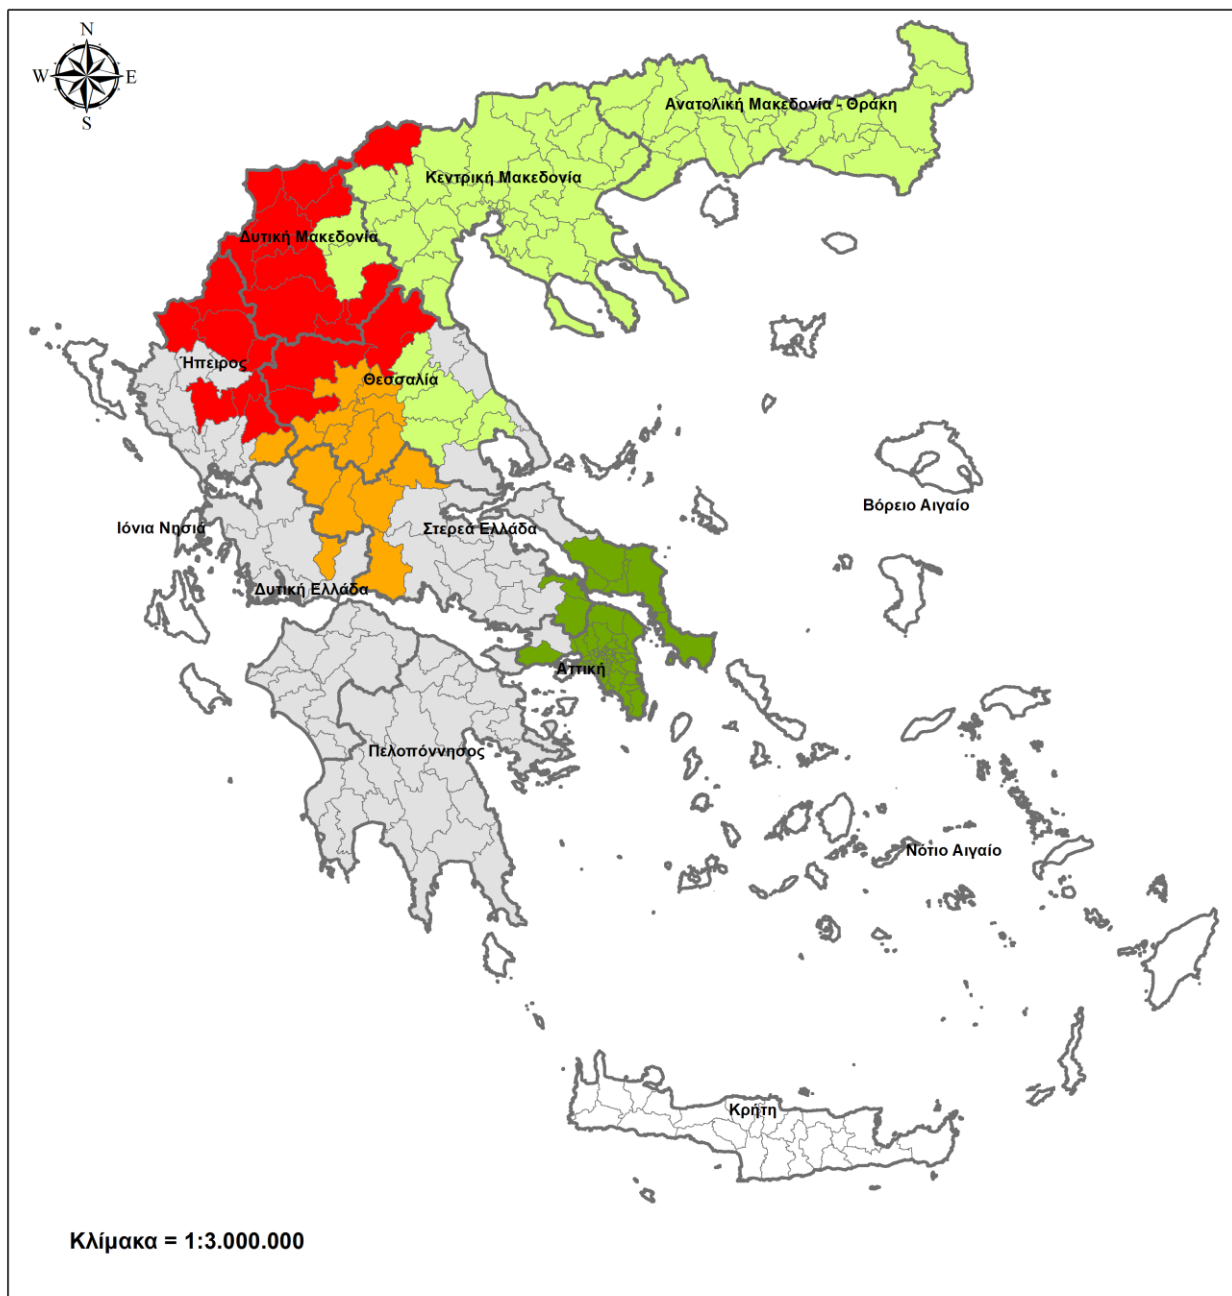 N
W E
S
Ανατολική Μακεδονία - Θράκη
Κεντρική Μακεδονία
Δυτική Μακεδονία
Ήπειρος
Θεσσαλία
Βόρειο Αιγαίο
Ιόνια Νησιά
Στερεά Ελλάδα
Δυτική Ελλάδα
Αττική
Πελοπόννησος
Νότιο Αιγαίο
Κρήτη
Κλίμακα = 1:3.000.000